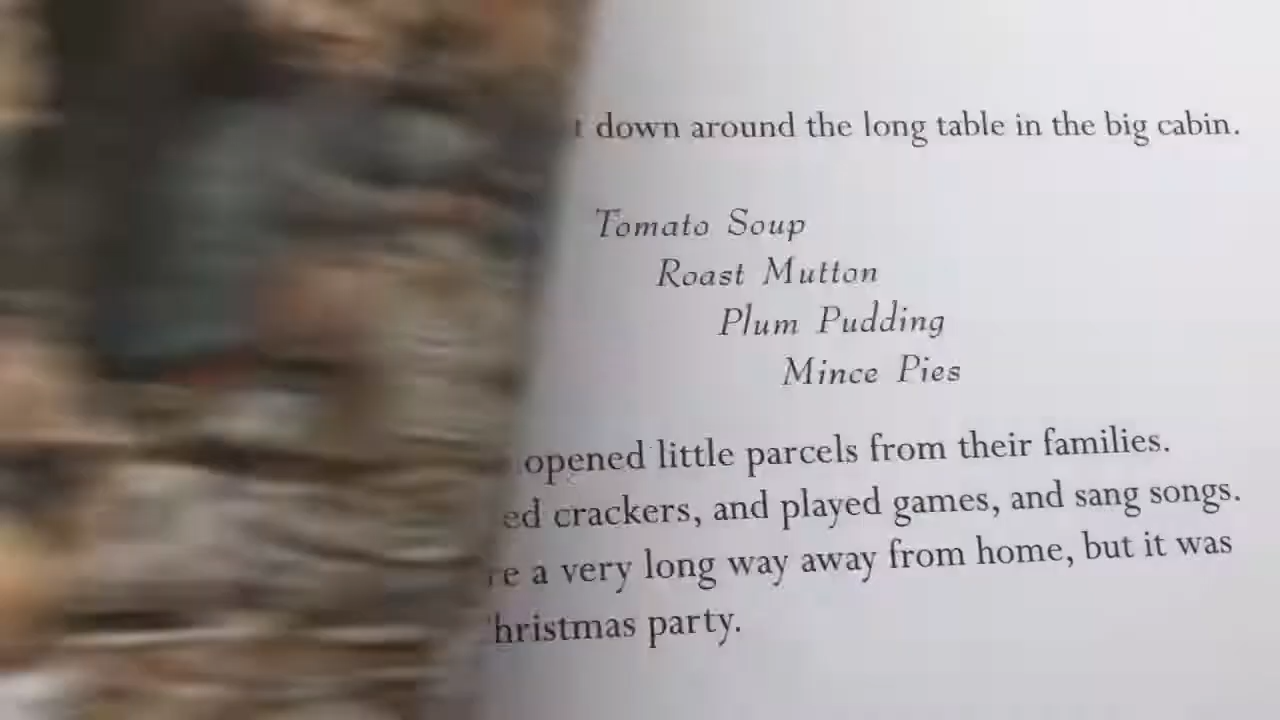 down around the long table in the big cabin.
Tomato Soup
Roast Mutton
Plum Pudding
Mince Pies
opened little parcels from their families.
ed crackers, and played games, and sang songs.
re a very long way away from home, but it was
hristmas party.